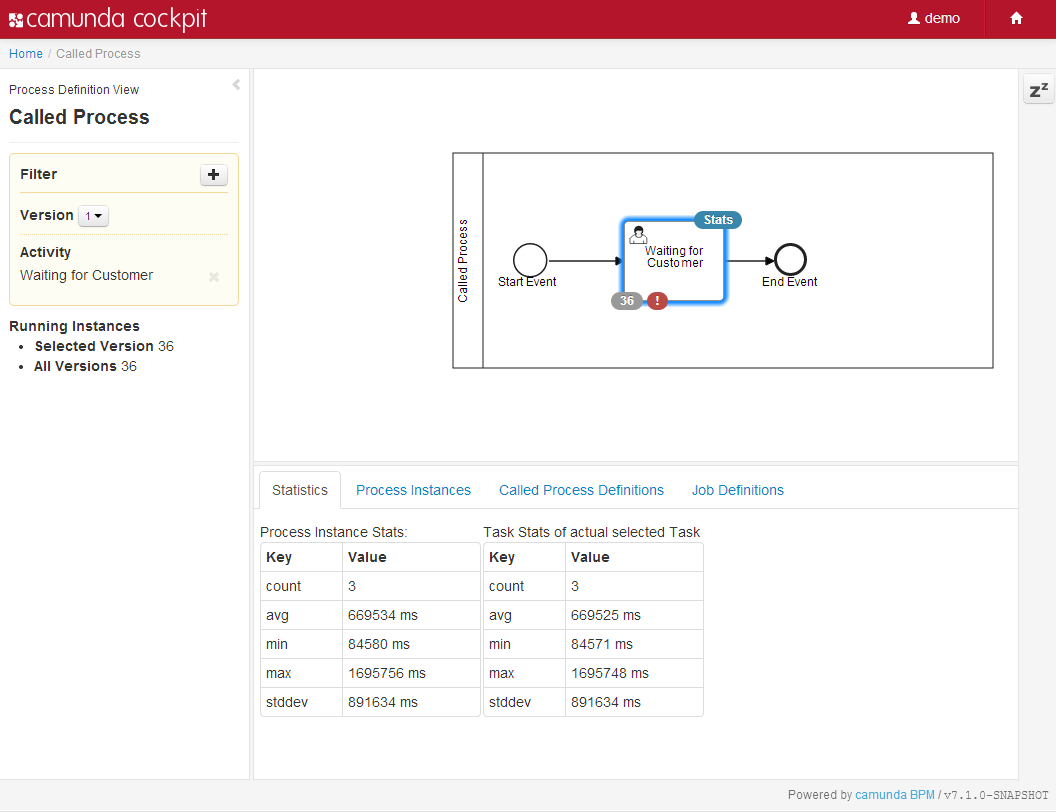 camunda cockpit
demo
Home / Called Process
Process Definition View
Called Process
Filter
Version 1
Activity
Waiting for Customer
Running Instances
Selected Version 36
All Versions 36
zz
Called Process
Start Event
Stats
Waiting for
Customer
36 !
End Event
Statistics Process Instances Called Process Definitions Job Definitions
Process Instance Stats:
Key Value
count 3
avg 669534 ms
min 84580 ms
max 1695756 ms
stddev 891634 ms
Task Stats of actual selected Task
Key Value
count 3
avg 669525 ms
min 84571 ms
max 1695748 ms
stddev 891634 ms
Powered by camunda BPM / v7.1.0-SNAPSHOT